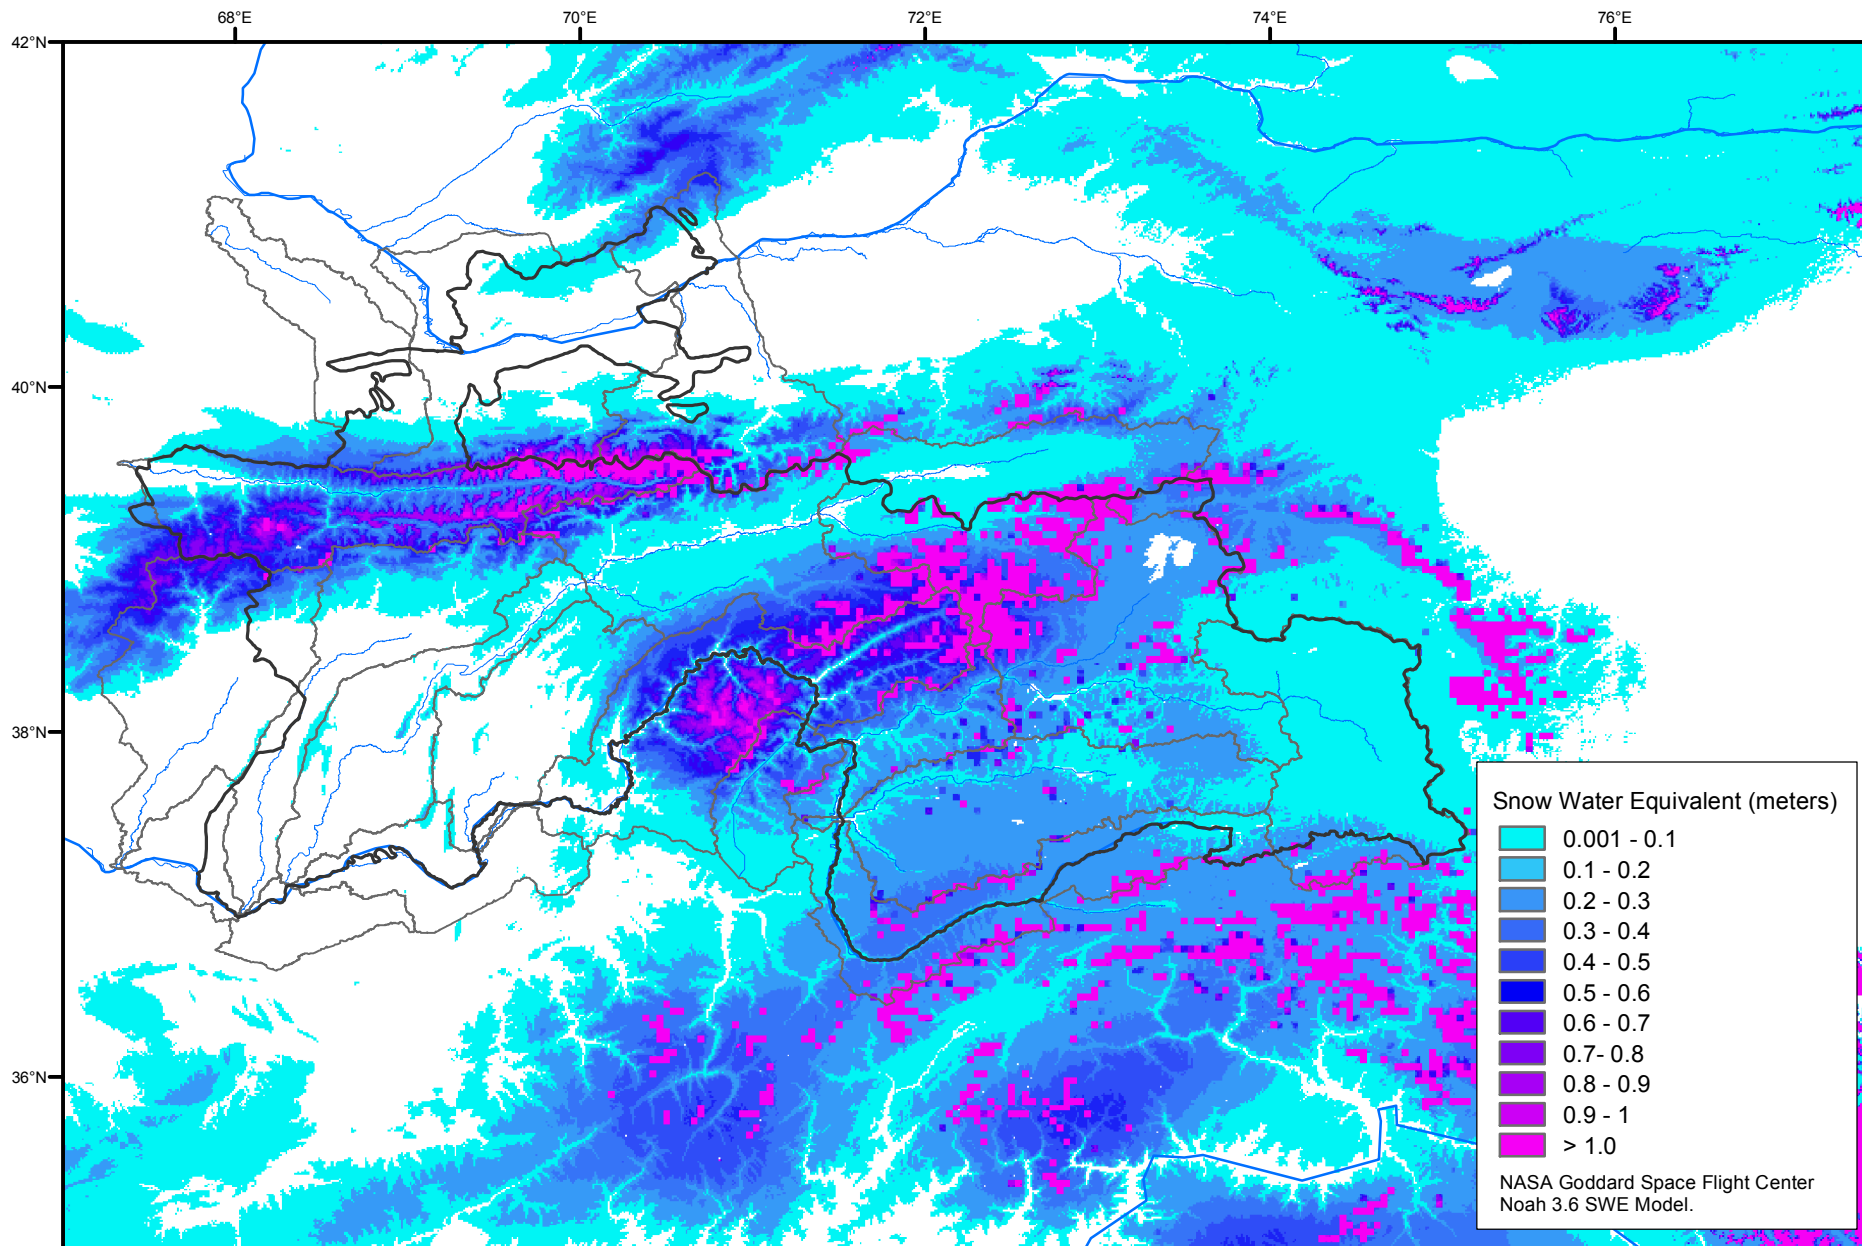 68°E 70°E 72°E 74°E 76°E
42°N
40°N
38°N
36°N
Snow Water Equivalent (meters)
0.001 - 0.1
0.1 - 0.2
0.2 - 0.3
0.3 - 0.4
0.4 - 0.5
0.5 - 0.6
0.6 - 0.7
0.7- 0.8
0.8 - 0.9
0.9 - 1
> 1.0
NASA Goddard Space Flight Center
Noah 3.6 SWE Model.